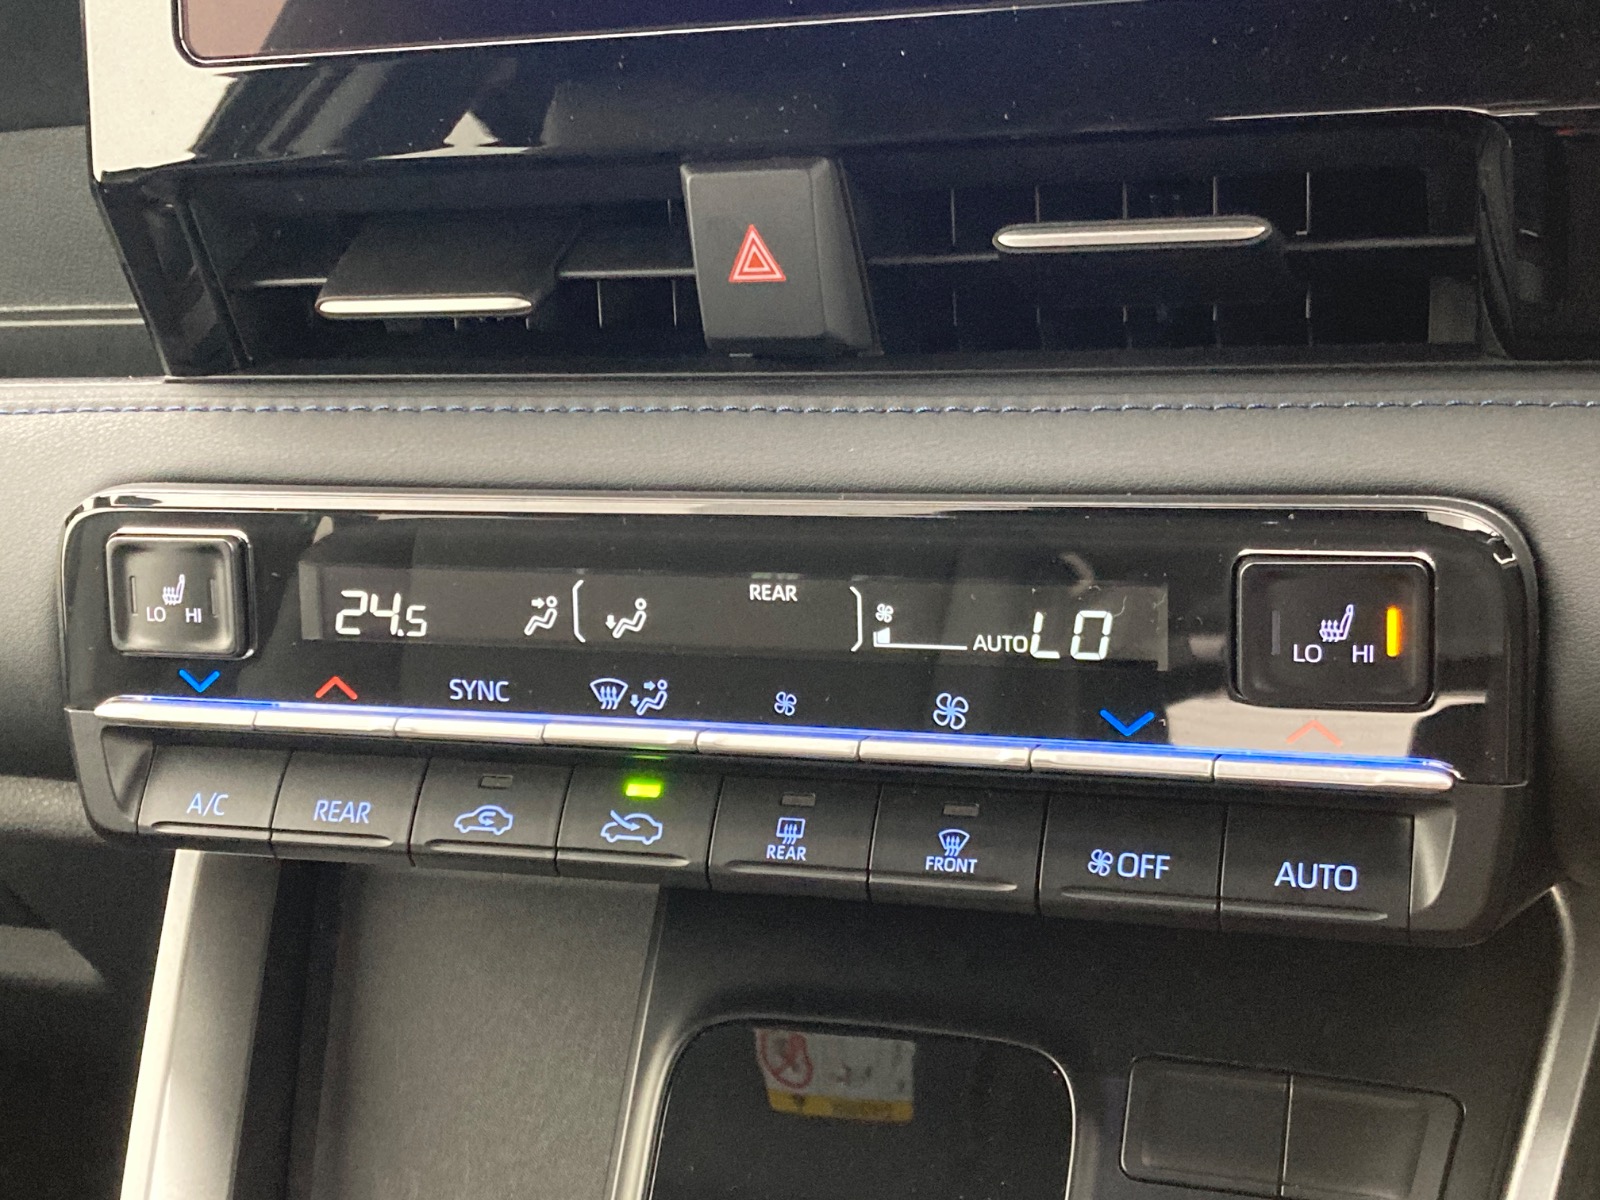 REAR
24.5
AUTO LO
LO HI
LO HI
SYNC
A/C
REAR
REAR
FRONT
OFF
AUTO